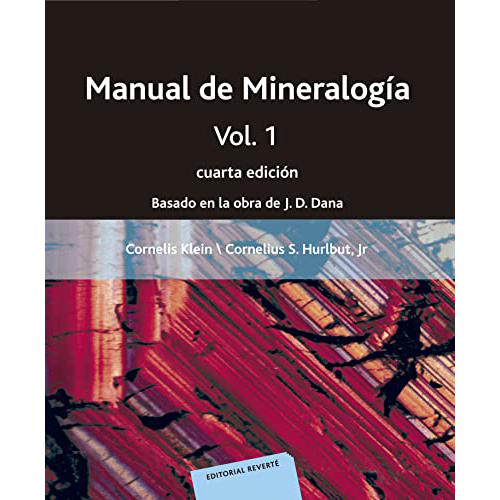 Manual de Mineralogía
Vol. 1
cuarta edición
Basado en la obra de J. D. Dana
Cornelis Klein \ Cornelius S. Hurlbut, Jr
EDITORIAL REVERTÉ